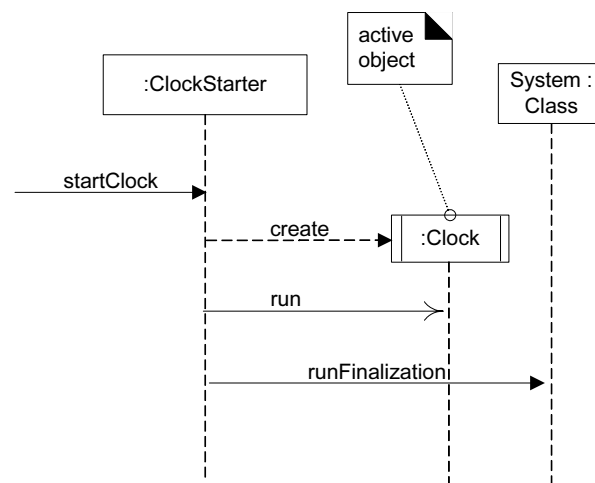 active
object
:ClockStarter
System :
Class
startClock
create
:Clock
run
runFinalization